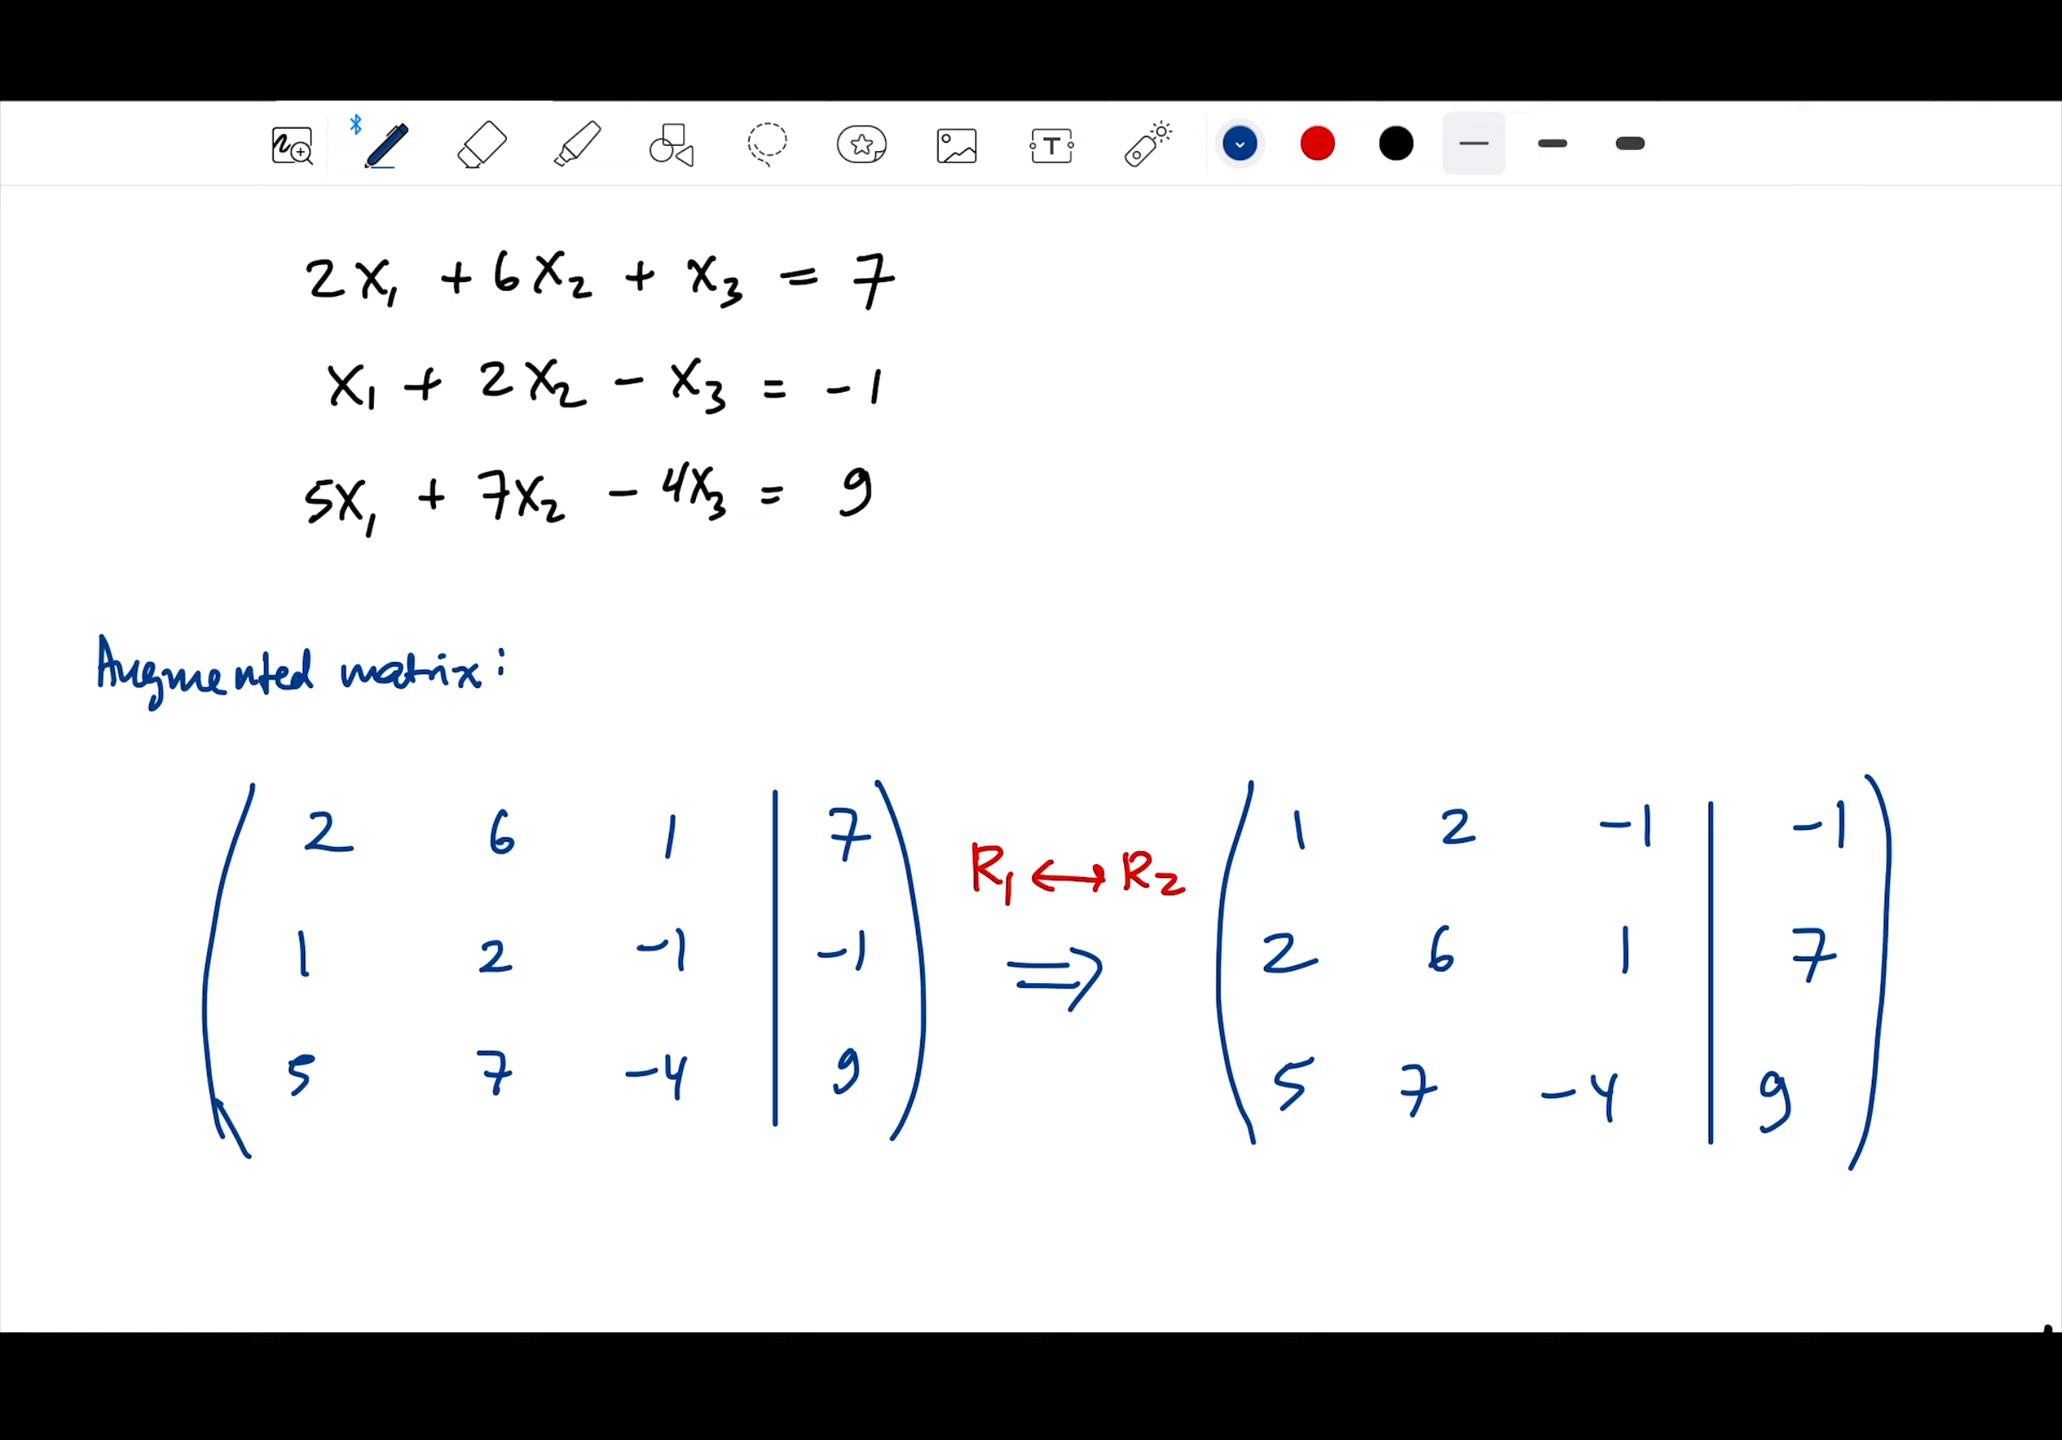 2x₁ + 6x₂ + x₃ = 7
x₁ + 2x₂ - x₃ = -1
5x₁ + 7x₂ - 4x₃ = 9
Augmented matrix:
( 2 6 1 | 7 ) R₁ ↔ R₂ ( 1 2 -1 | -1 )
( 1 2 -1 | -1 ) ⇒ ( 2 6 1 | 7 )
( 5 7 -4 | 9 ) ( 5 7 -4 | 9 )